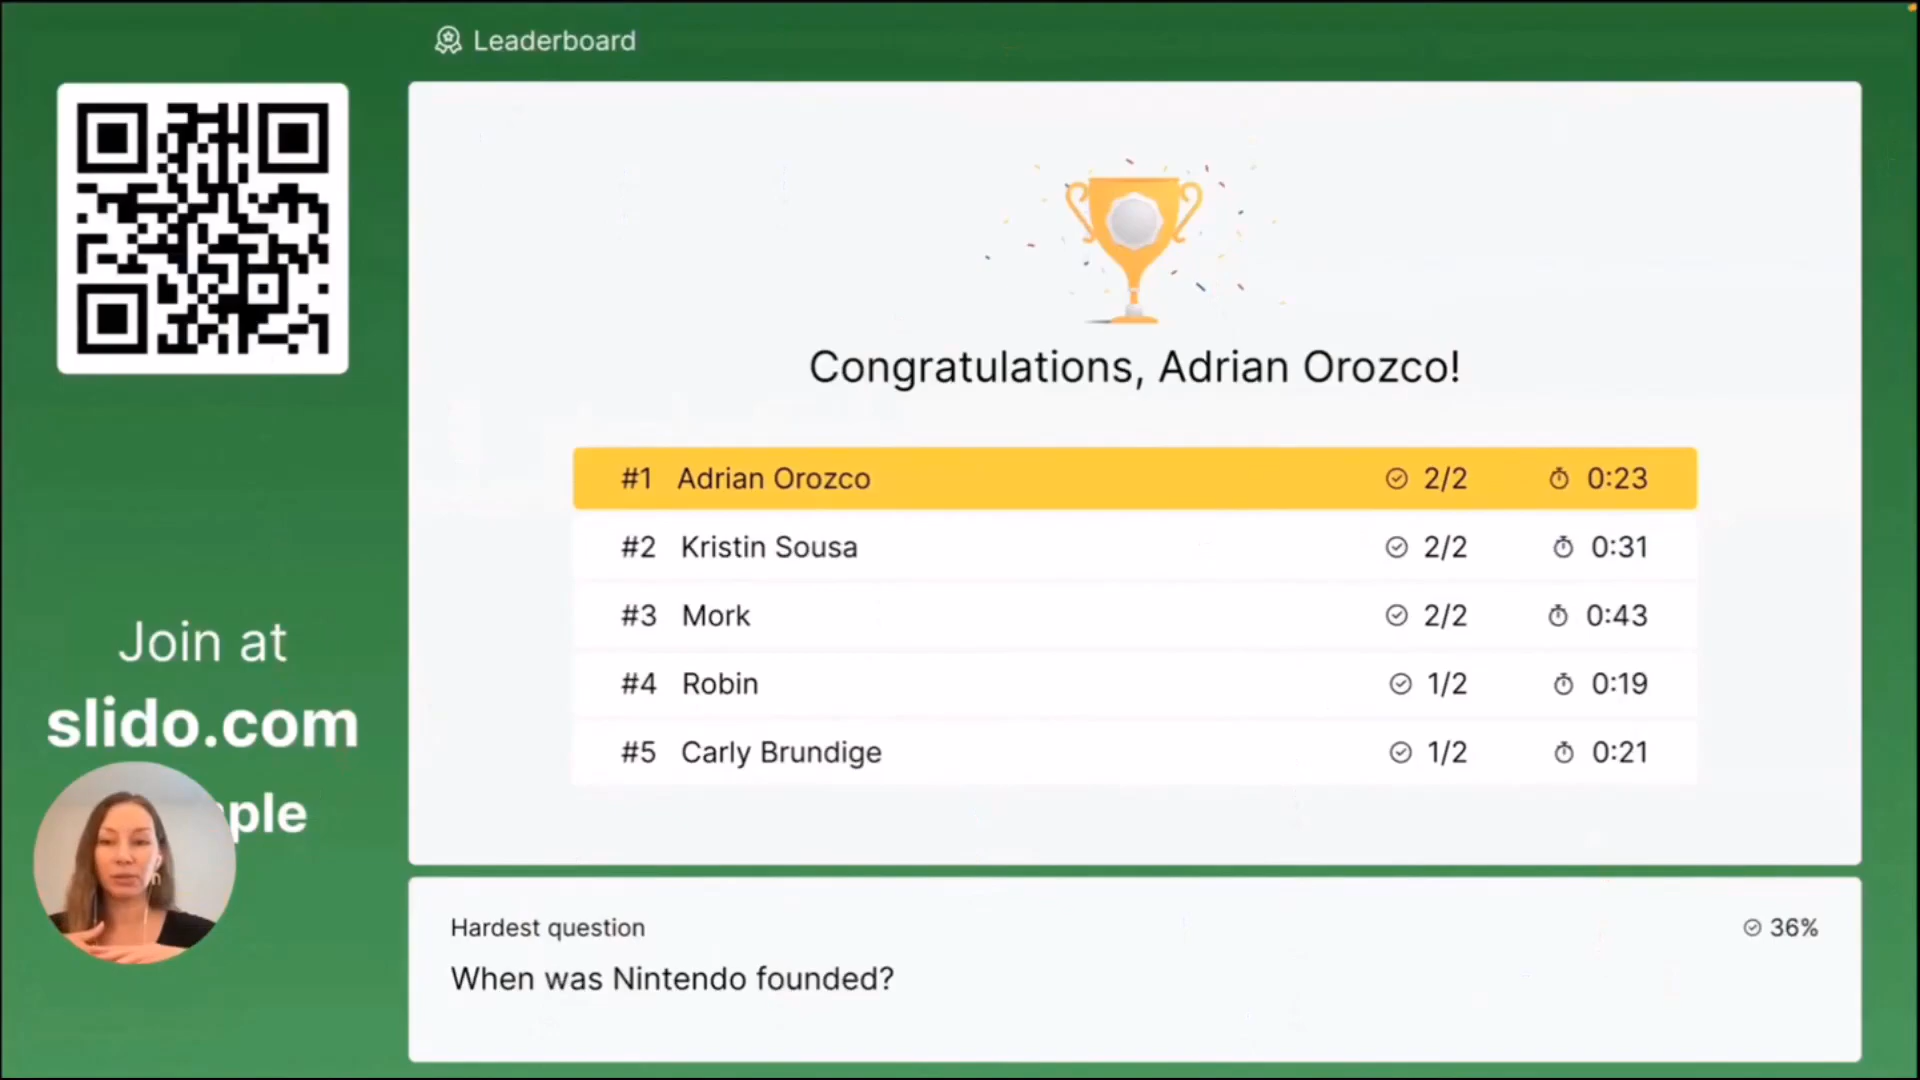 Leaderboard
Join at
slido.com
Congratulations, Adrian Orozco!
#1 Adrian Orozco 2/2 0:23
#2 Kristin Sousa 2/2 0:31
#3 Mork 2/2 0:43
#4 Robin 1/2 0:19
#5 Carly Brundige 1/2 0:21
Hardest question 36%
When was Nintendo founded?